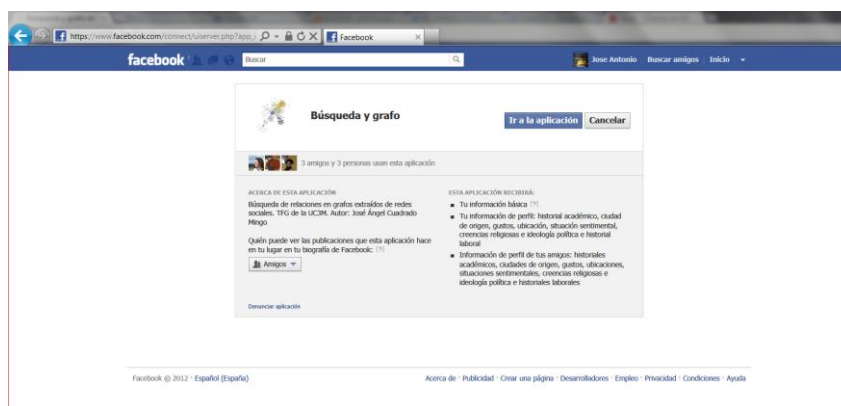 https://www.facebook.com/connect/uiserver.php?app_i
Facebook
facebook
Buscar
Jose Antonio Buscar amigos Inicio
Búsqueda y grafo
Ir a la aplicación Cancelar
3 amigos y 3 personas usan esta aplicación
ACERCA DE ESTA APLICACIÓN
Búsqueda de relaciones en grafos extraídos de redes
sociales. TFG de la UC3M. Autor: José Ángel Cuadrado
Mingo
Quién puede ver las publicaciones que esta aplicación hace
en tu lugar en tu biografía de Facebook: [?]
Amigos
Denunciar aplicación
ESTA APLICACIÓN RECIBIRÁ:
Tu información básica [?]
Tu información de perfil: historial académico, ciudad
de origen, gustos, ubicación, situación sentimental,
creencias religiosas e ideología política e historial
laboral
Información de perfil de tus amigos: historiales
académicos, ciudades de origen, gustos, ubicaciones,
situaciones sentimentales, creencias religiosas e
ideología política e historiales laborales
Facebook © 2012 · Español (España)
Acerca de · Publicidad · Crear una página · Desarrolladores · Empleo · Privacidad · Condiciones · Ayuda